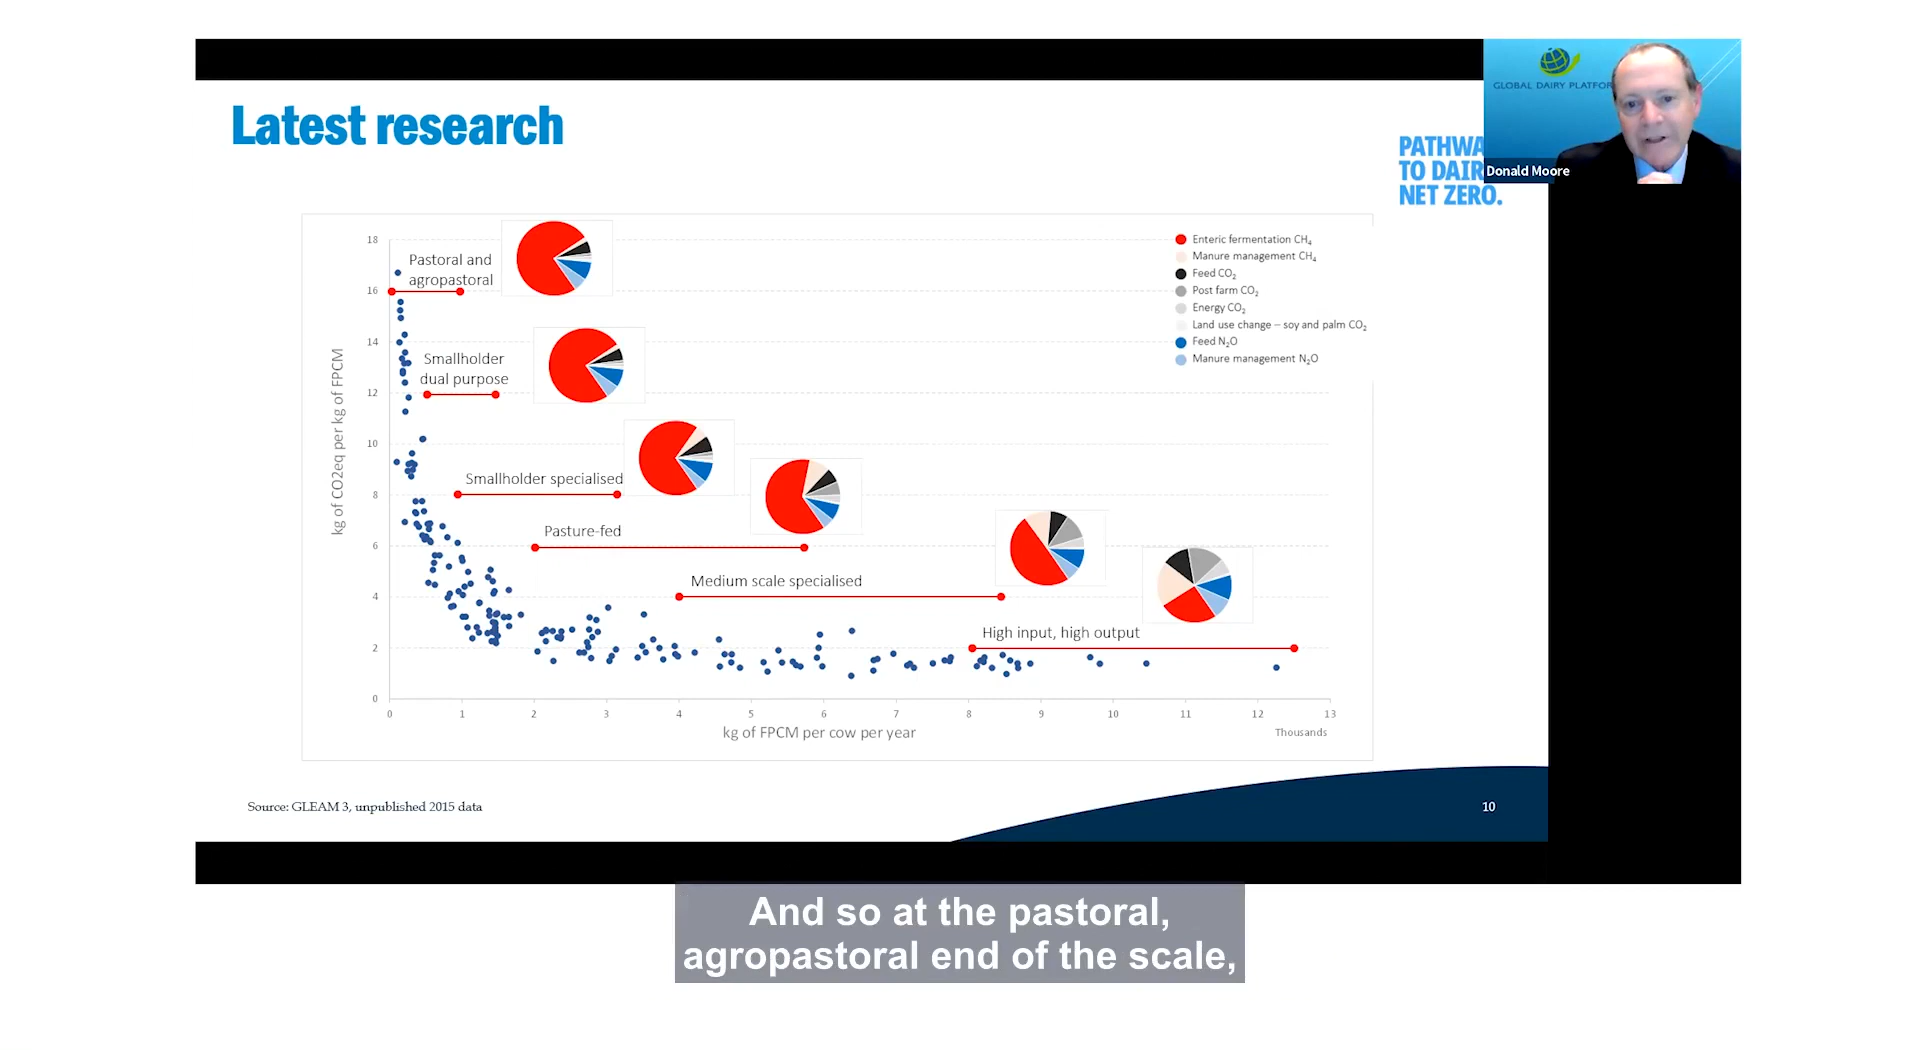 GLOBAL DAIRY PLATFOR
Donald Moore
Latest research
PATHWA
TO DAIR
NET ZERO.
kg of CO2eq per kg of FPCM
18
16
14
12
10
8
6
4
2
0
Pastoral and
agropastoral
Smallholder
dual purpose
Smallholder specialised
Pasture-fed
Medium scale specialised
High input, high output
Enteric fermentation CH₄
Manure management CH₄
Feed CO₂
Post farm CO₂
Energy CO₂
Land use change – soy and palm CO₂
Feed N₂O
Manure management N₂O
0 1 2 3 4 5 6 7 8 9 10 11 12 13
kg of FPCM per cow per year
Thousands
Source: GLEAM 3, unpublished 2015 data
10
And so at the pastoral,
agropastoral end of the scale,